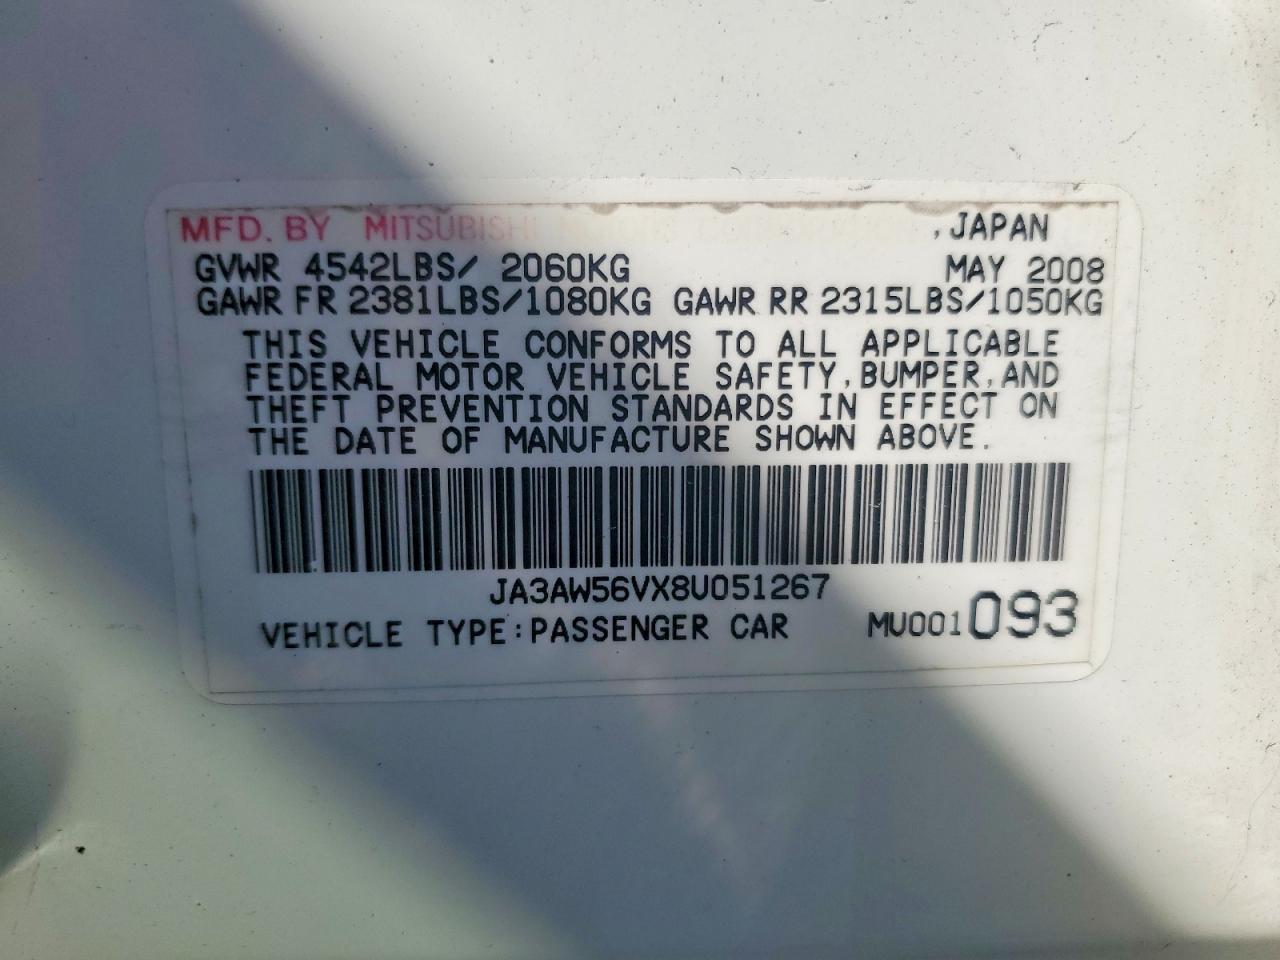 MFD. BY MITSUBISHI MOTORS CORPORATION, JAPAN
GVWR 4542LBS/ 2060KG MAY 2008
GAWR FR 2381LBS/1080KG GAWR RR 2315LBS/1050KG
THIS VEHICLE CONFORMS TO ALL APPLICABLE
FEDERAL MOTOR VEHICLE SAFETY, BUMPER, AND
THEFT PREVENTION STANDARDS IN EFFECT ON
THE DATE OF MANUFACTURE SHOWN ABOVE.
JA3AW56VX8U051267
VEHICLE TYPE:PASSENGER CAR MU001093